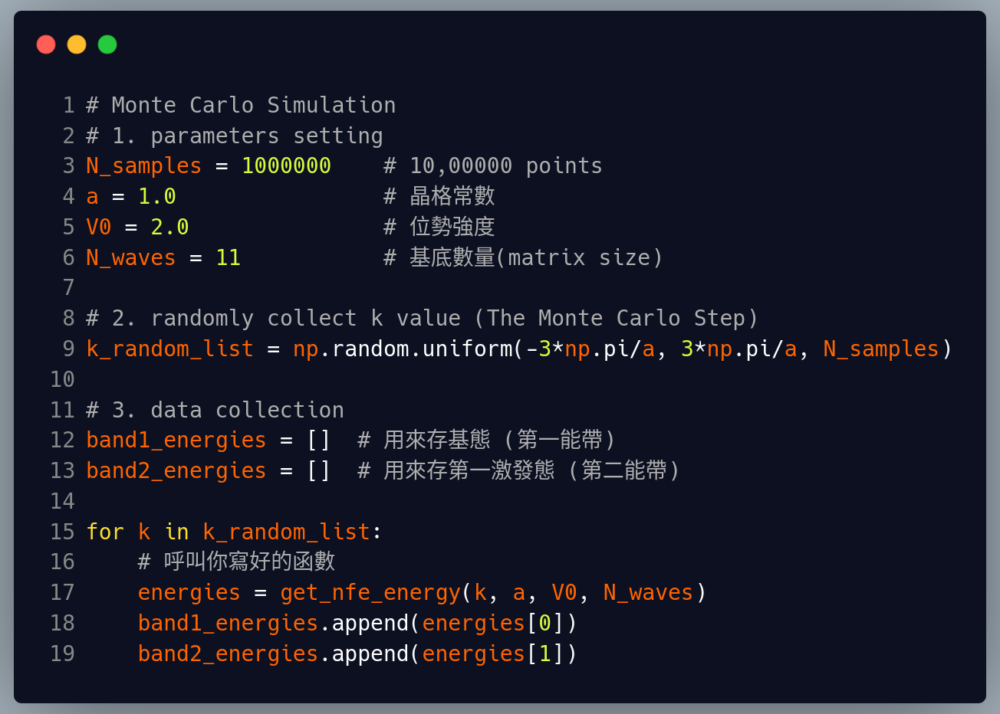 1 # Monte Carlo Simulation
2 # 1. parameters setting
3 N_samples = 1000000    # 10,00000 points
4 a = 1.0                # 晶格常數
5 V0 = 2.0               # 位勢強度
6 N_waves = 11           # 基底數量(matrix size)
7
8 # 2. randomly collect k value (The Monte Carlo Step)
9 k_random_list = np.random.uniform(-3*np.pi/a, 3*np.pi/a, N_samples)
10
11 # 3. data collection
12 band1_energies = []  # 用來存基態 (第一能帶)
13 band2_energies = []  # 用來存第一激發態 (第二能帶)
14
15 for k in k_random_list:
16     # 呼叫你寫好的函數
17     energies = get_nfe_energy(k, a, V0, N_waves)
18     band1_energies.append(energies[0])
19     band2_energies.append(energies[1])